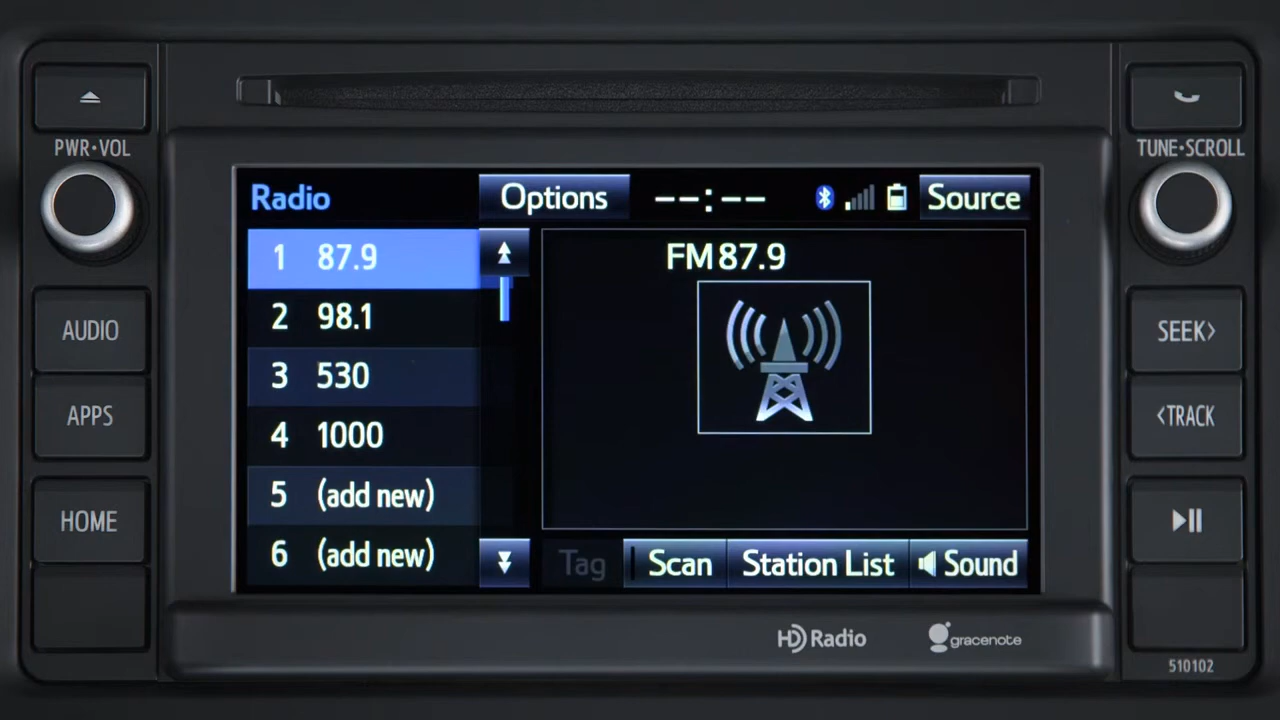 PWR•VOL
AUDIO
APPS
HOME
Radio
Options
--:--
Source
1 87.9
2 98.1
3 530
4 1000
5 (add new)
6 (add new)
FM 87.9
Tag
Scan
Station List
Sound
HD Radio
gracenote
TUNE•SCROLL
SEEK>
<TRACK
510102